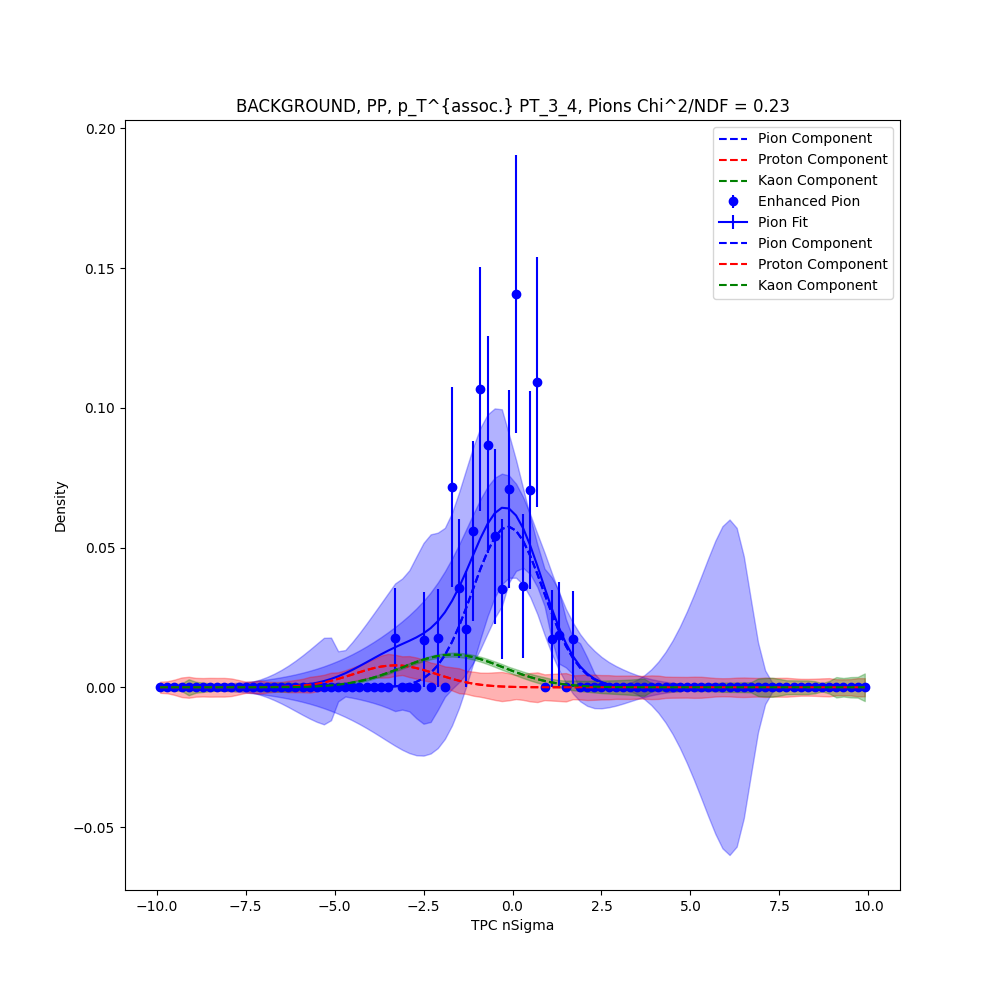 BACKGROUND, PP, p_T^{assoc.} PT_3_4, Pions Chi^2/NDF = 0.23
Pion Component
Proton Component
Kaon Component
Enhanced Pion
Pion Fit
Pion Component
Proton Component
Kaon Component
0.20
0.15
0.10
0.05
0.00
−0.05
Density
−10.0 −7.5 −5.0 −2.5 0.0 2.5 5.0 7.5 10.0
TPC nSigma